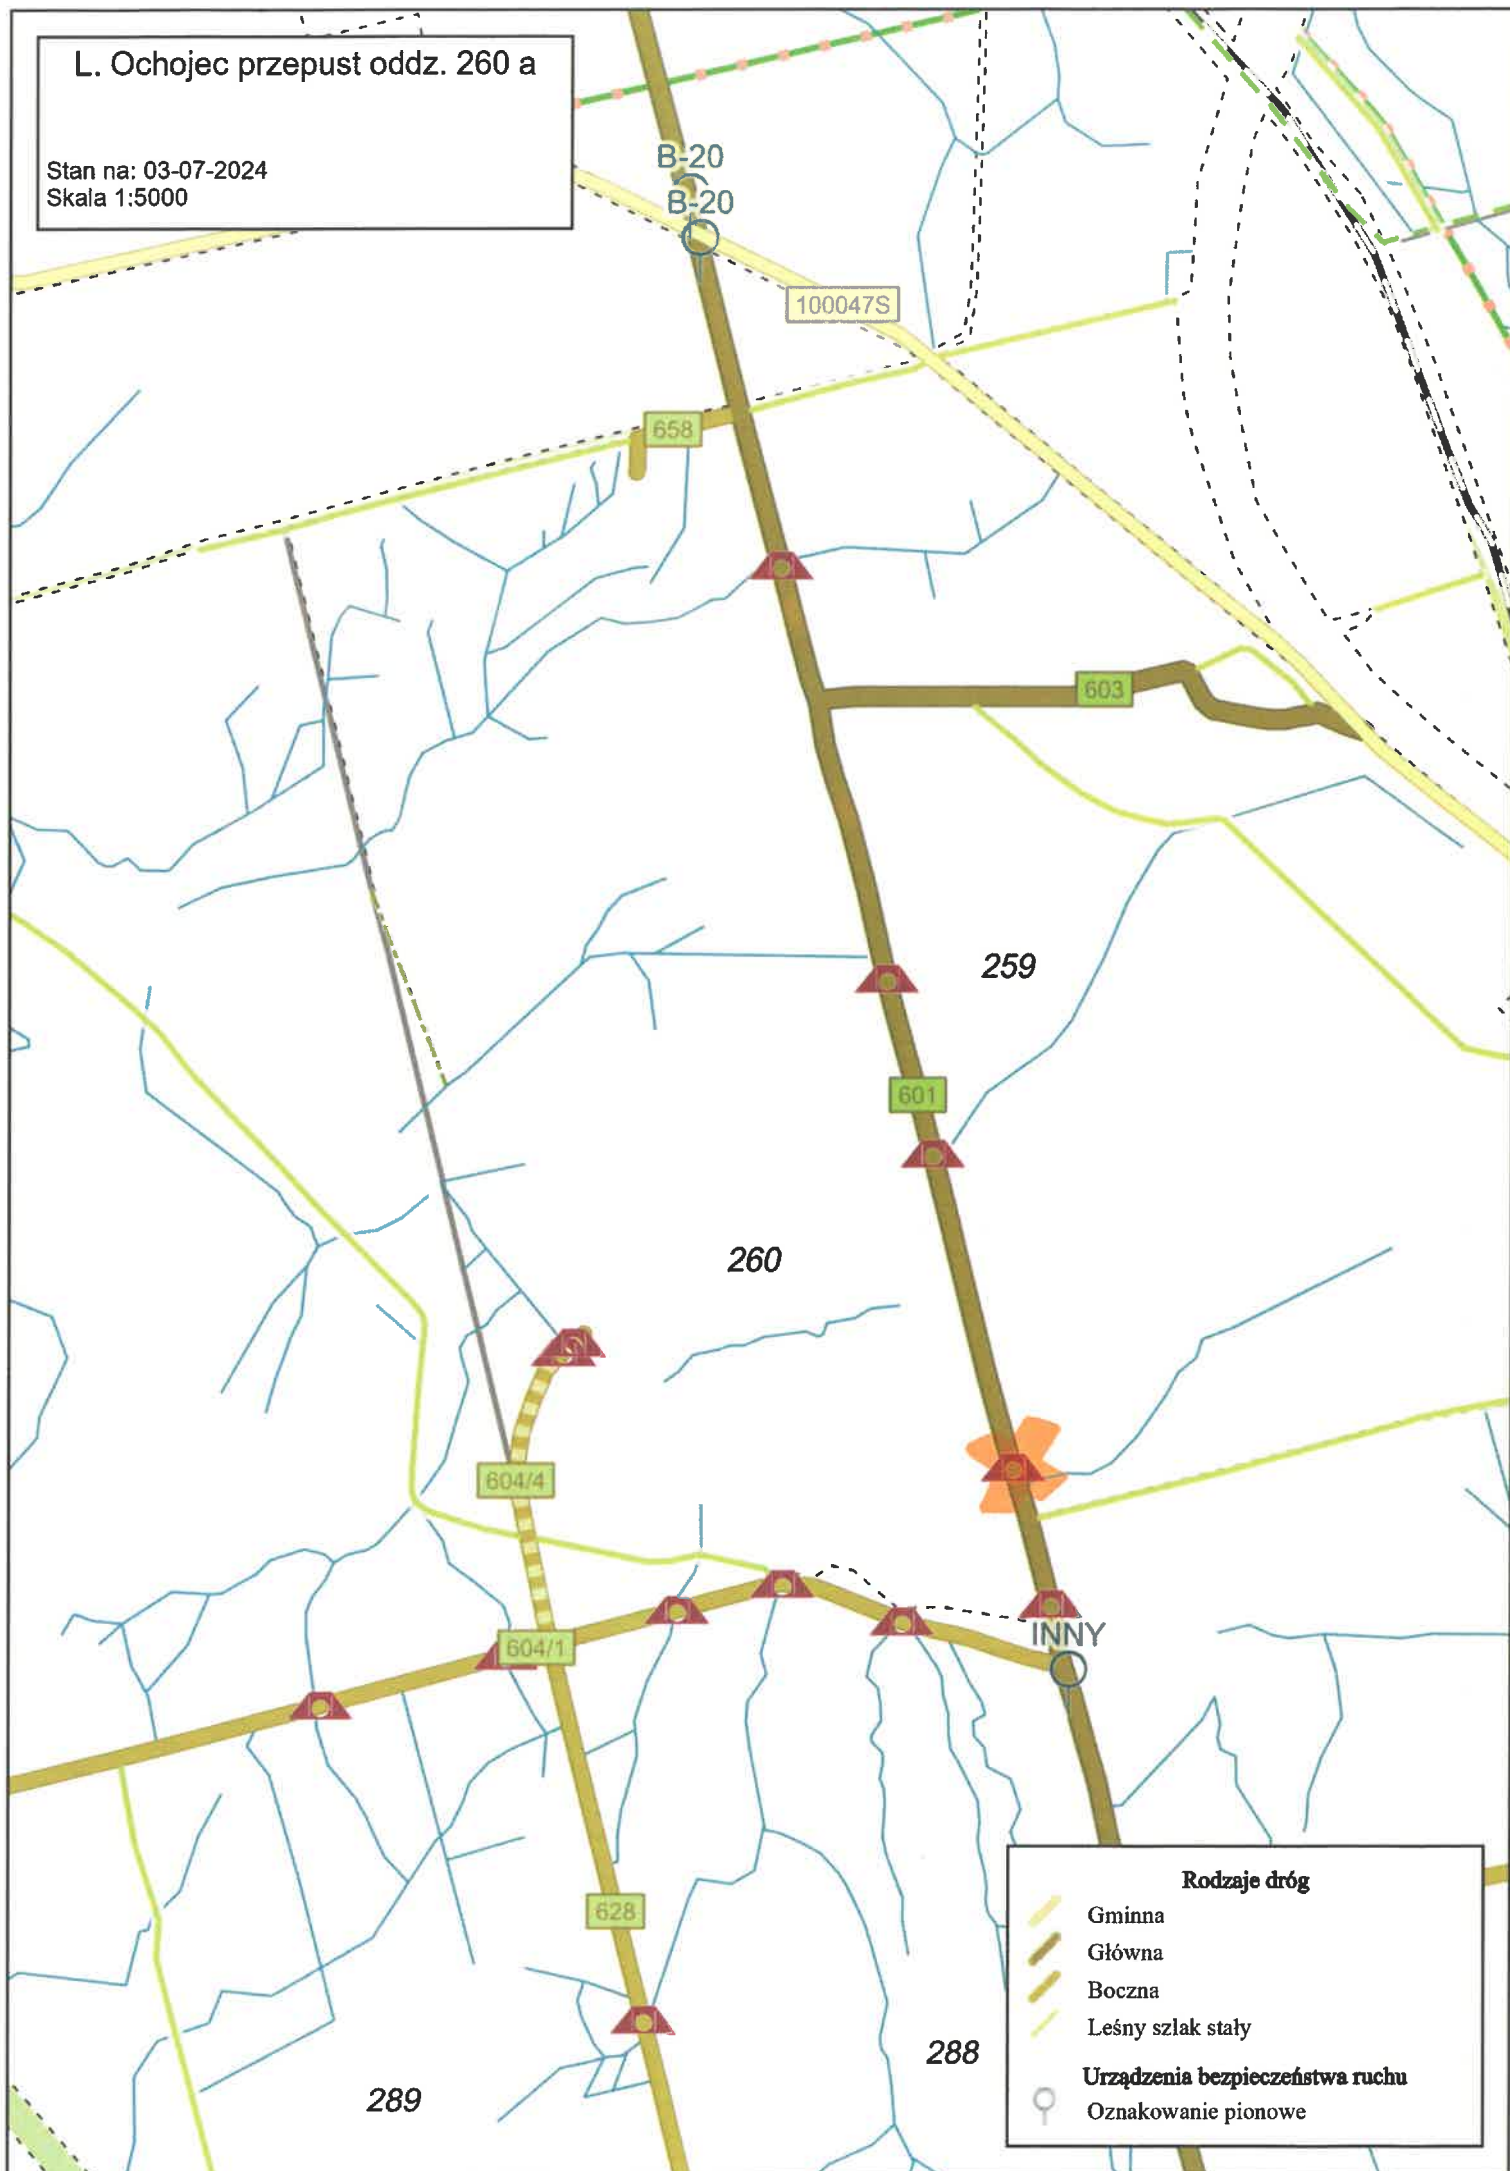 L. Ochojec przepust oddz. 260 a
Stan na: 03-07-2024
Skala 1:5000
B-20
B-20
100047S
658
603
259
601
260
604/4
INNY
604/1
628
288
289
Rodzaje dróg
Gminna
Główna
Boczna
Leśny szlak stały
Urządzenia bezpieczeństwa ruchu
Oznakowanie pionowe